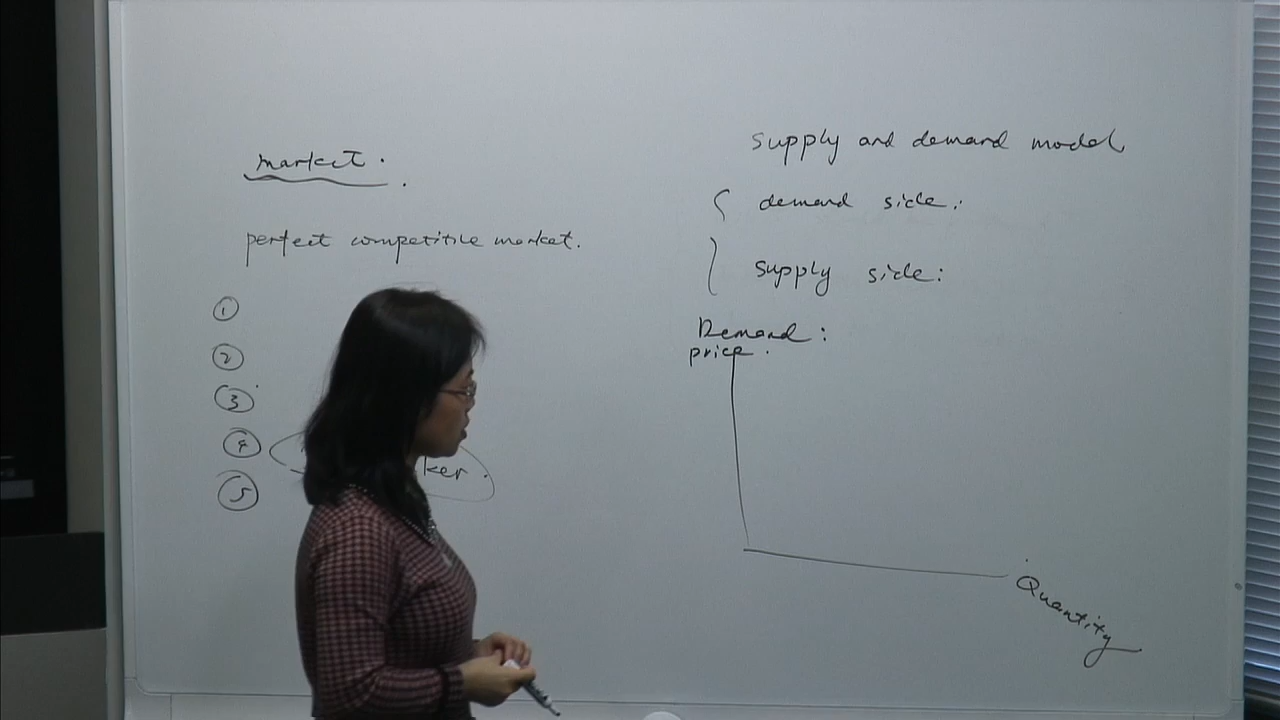 market.
perfect competitive market.
①
②
③
④
⑤
supply and demand model
demand side:
supply side:
Demand:
price.
Quantity